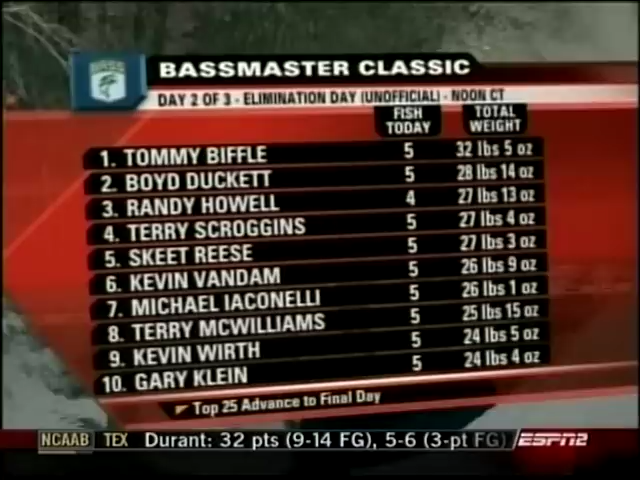 BASS
BASSMASTER CLASSIC
DAY 2 OF 3 - ELIMINATION DAY (UNOFFICIAL) - NOON CT
FISH TODAY TOTAL WEIGHT
1. TOMMY BIFFLE 5 32 lbs 5 oz
2. BOYD DUCKETT 5 28 lbs 14 oz
3. RANDY HOWELL 4 27 lbs 13 oz
4. TERRY SCROGGINS 5 27 lbs 4 oz
5. SKEET REESE 5 27 lbs 3 oz
6. KEVIN VANDAM 5 26 lbs 9 oz
7. MICHAEL IACONELLI 5 26 lbs 1 oz
8. TERRY MCWILLIAMS 5 25 lbs 15 oz
9. KEVIN WIRTH 5 24 lbs 5 oz
10. GARY KLEIN 5 24 lbs 4 oz
Top 25 Advance to Final Day
NCAAB TEX Durant: 32 pts (9-14 FG), 5-6 (3-pt FG) ESPN2